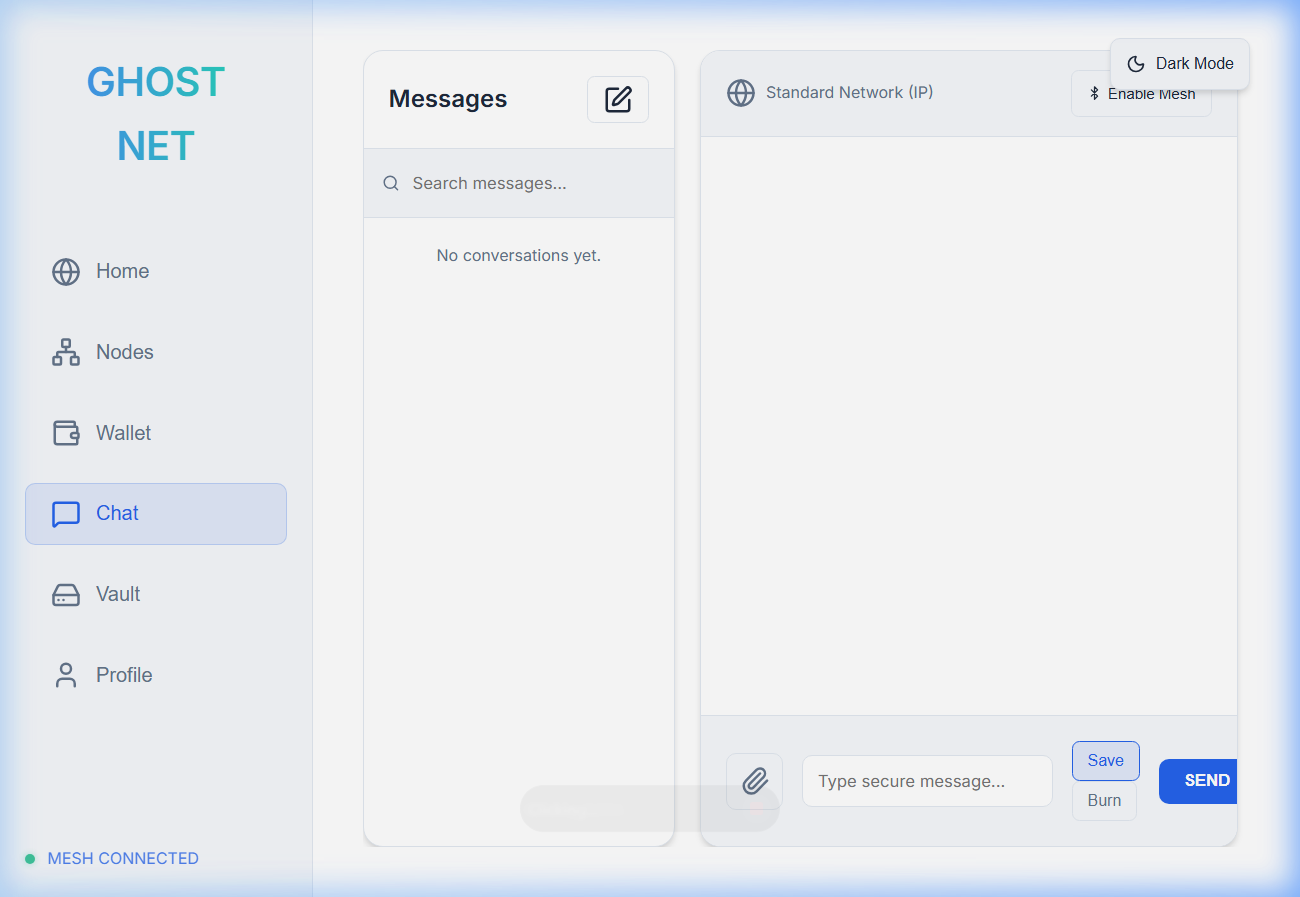 GHOST
NET
Home
Nodes
Wallet
Chat
Vault
Profile
MESH CONNECTED
Messages
Search messages...
No conversations yet.
Standard Network (IP)
Dark Mode
Enable Mesh
Type secure message...
Save
Burn
SEND